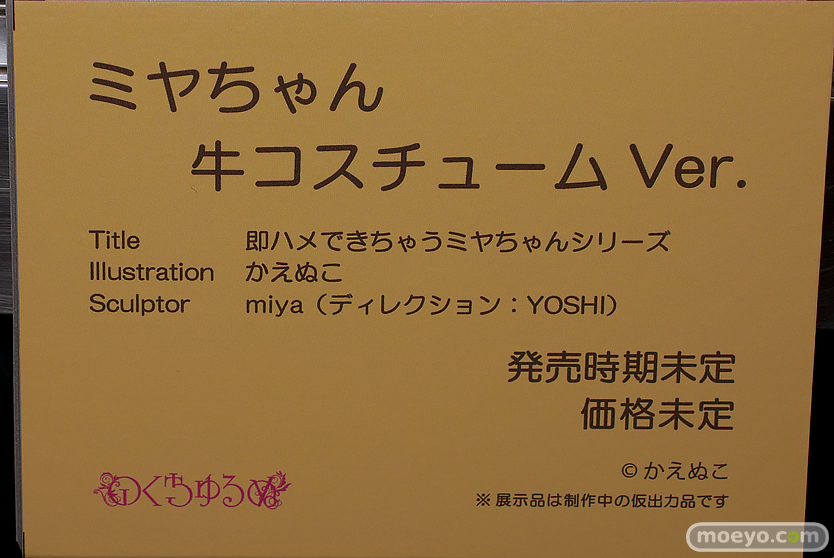 ミヤちゃん
牛コスチューム Ver.
Title 即ハメできちゃうミヤちゃんシリーズ
Illustration かえぬこ
Sculptor miya（ディレクション：YOSHI）
発売時期未定
価格未定
©かえぬこ
※展示品は制作中の仮出力品です
moeyo.com